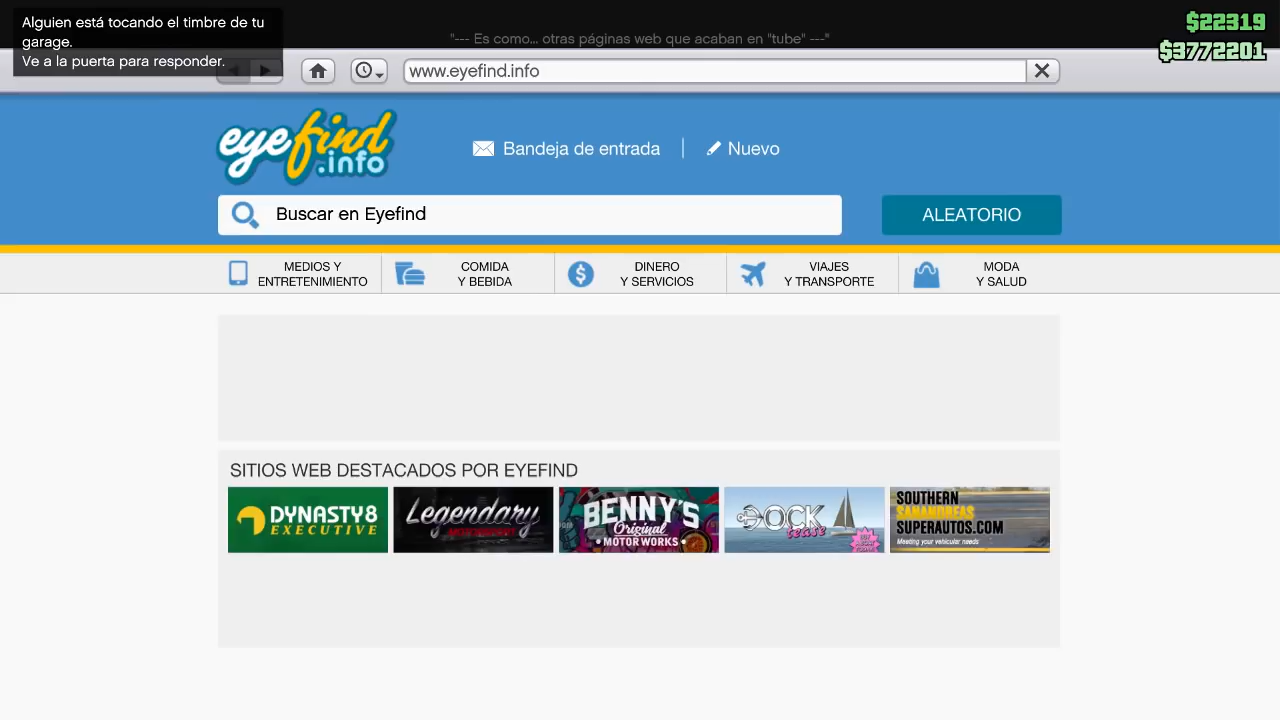 Alguien está tocando el timbre de tu
garage.
Ve a la puerta para responder.
"--- Es como... otras páginas web que acaban en "tube" ---"
$22319
$3772201
www.eyefind.info
eyefind
.info
Bandeja de entrada
Nuevo
Buscar en Eyefind
ALEATORIO
MEDIOS Y
ENTRETENIMIENTO
COMIDA
Y BEBIDA
DINERO
Y SERVICIOS
VIAJES
Y TRANSPORTE
MODA
Y SALUD
SITIOS WEB DESTACADOS POR EYEFIND
DYNASTY8
EXECUTIVE
Legendary
MOTORSPORT
BENNY'S
Original
MOTORWORKS
DOCK
tease
SOUTHERN
SANANDREAS
SUPERAUTOS.COM
Meeting your vehicular needs